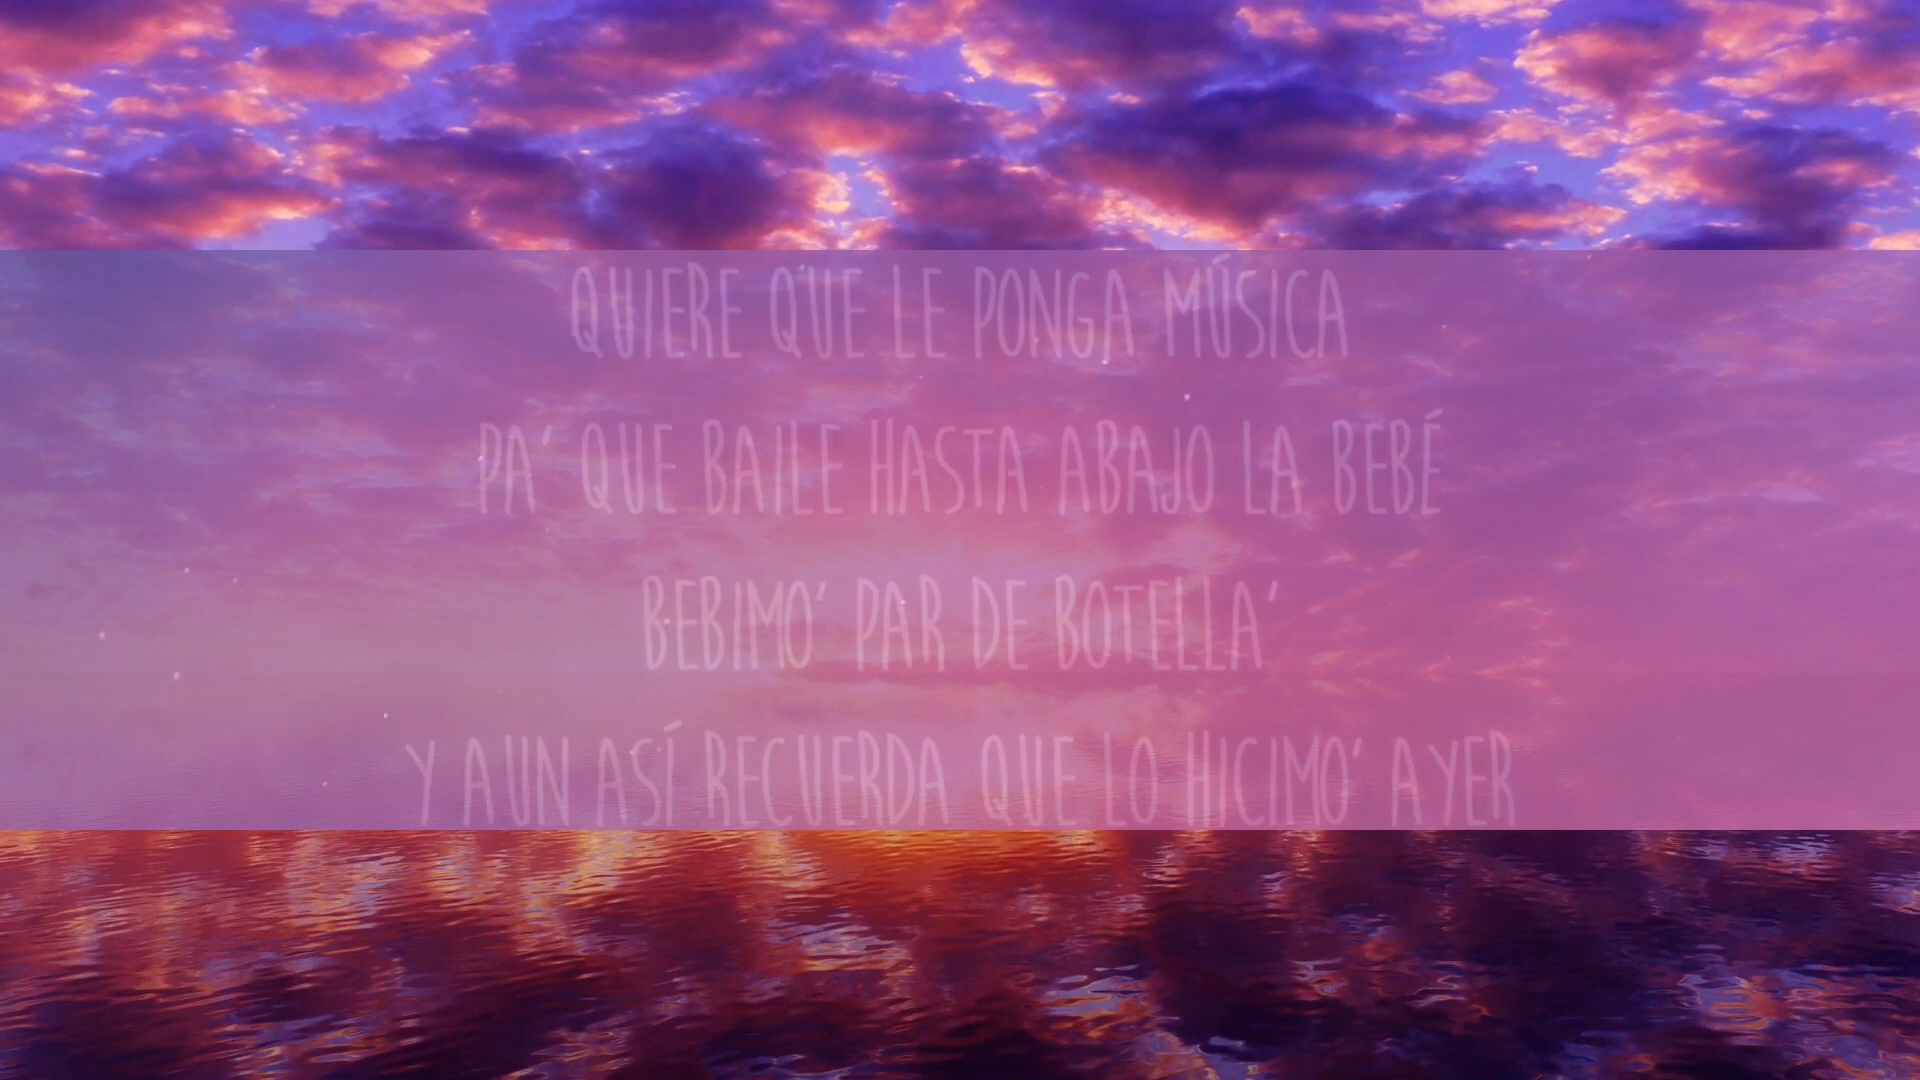 QUIERE QUE LE PONGA MÚSICA
PA' QUE BAILE HASTA ABAJO LA BEBÉ
BEBIMO' PAR DE BOTELLA'
Y AUN ASÍ RECUERDA QUE LO HICIMO' AYER